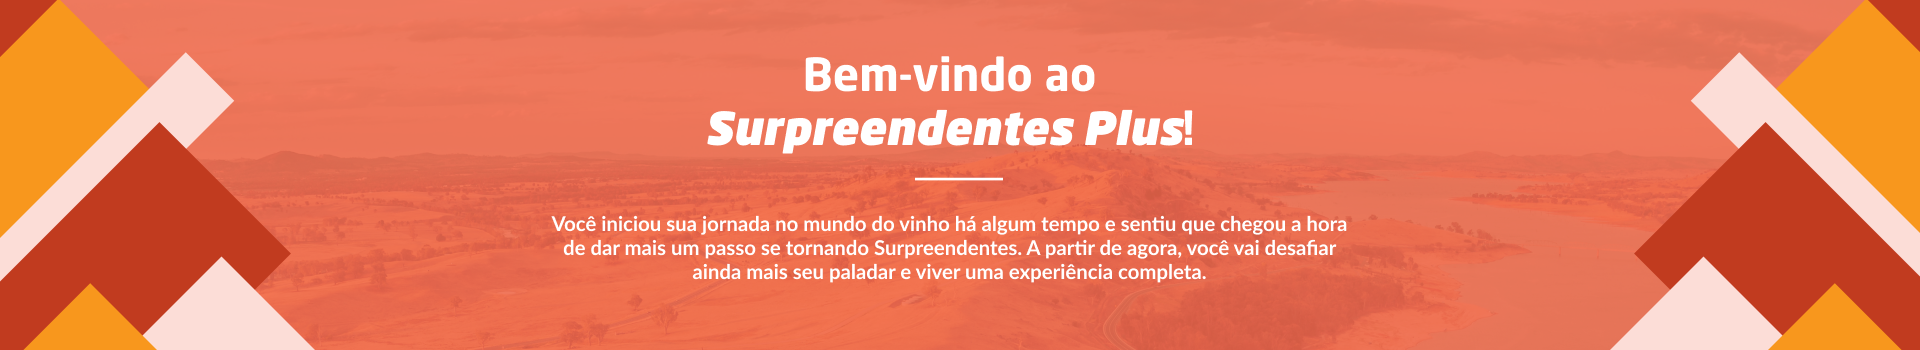 Bem-vindo ao
Surpreendentes Plus!
Você iniciou sua jornada no mundo do vinho há algum tempo e sentiu que chegou a hora
de dar mais um passo se tornando Surpreendentes. A partir de agora, você vai desafiar
ainda mais seu paladar e viver uma experiência completa.